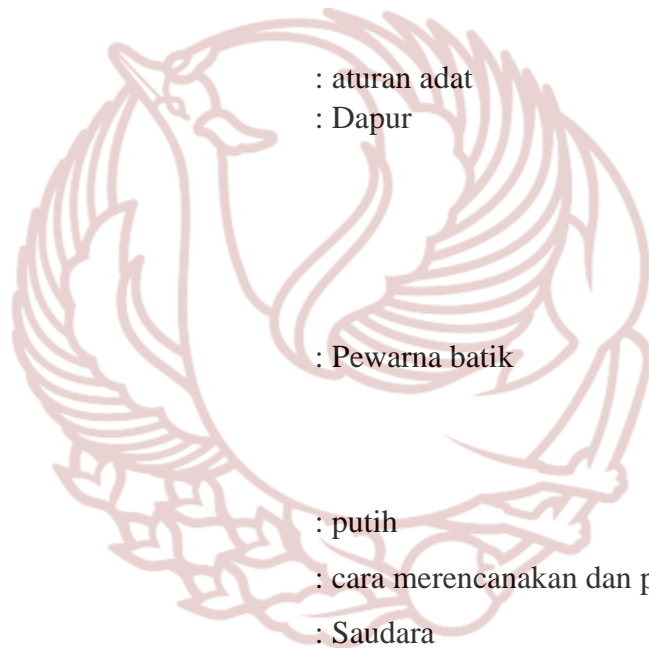 : aturan adat
: Dapur
: Pewarna batik
: putih
: cara merencanakan dan p
: Saudara